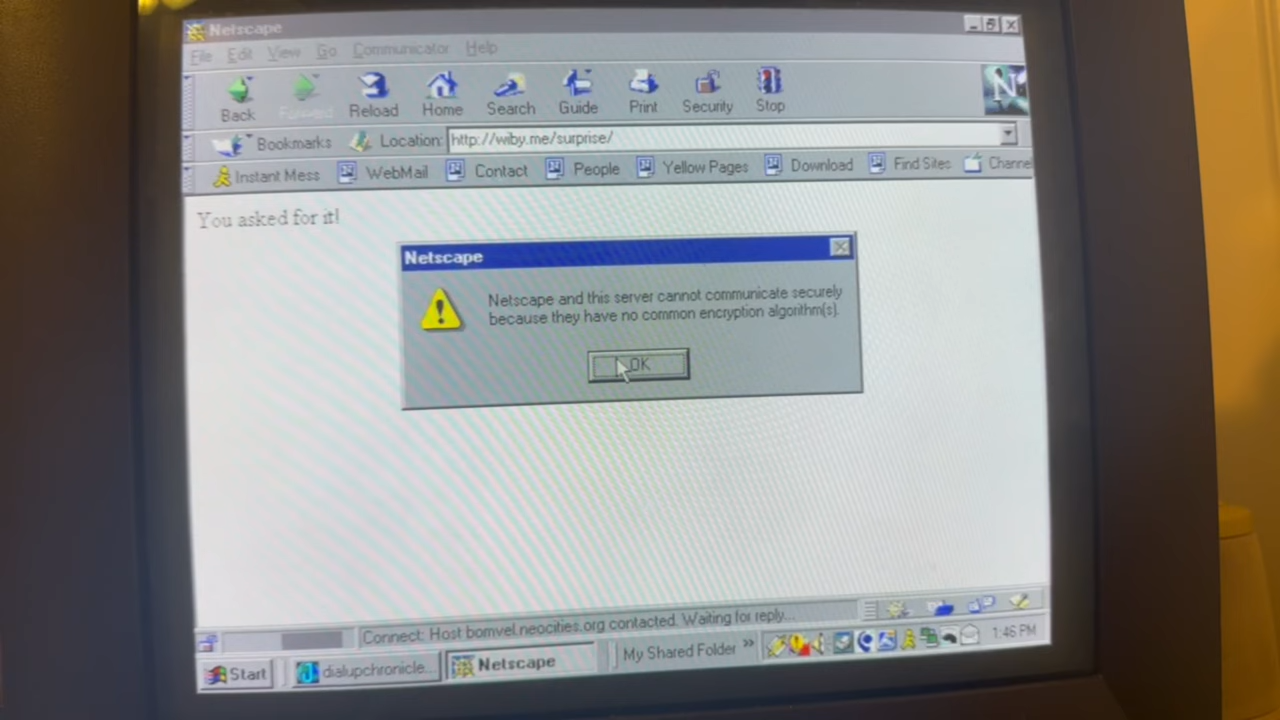 Netscape
File Edit View Go Communicator Help
Back Forward Reload Home Search Guide Print Security Stop
N
Bookmarks Location: http://wiby.me/surprise/
Instant Mess WebMail Contact People Yellow Pages Download Find Sites Channe
You asked for it!
Netscape
Netscape and this server cannot communicate securely
because they have no common encryption algorithm(s).
OK
Connect: Host bomvel.neocities.org contacted. Waiting for reply...
Start dialupchronicle... Netscape My Shared Folder » 1:46 PM